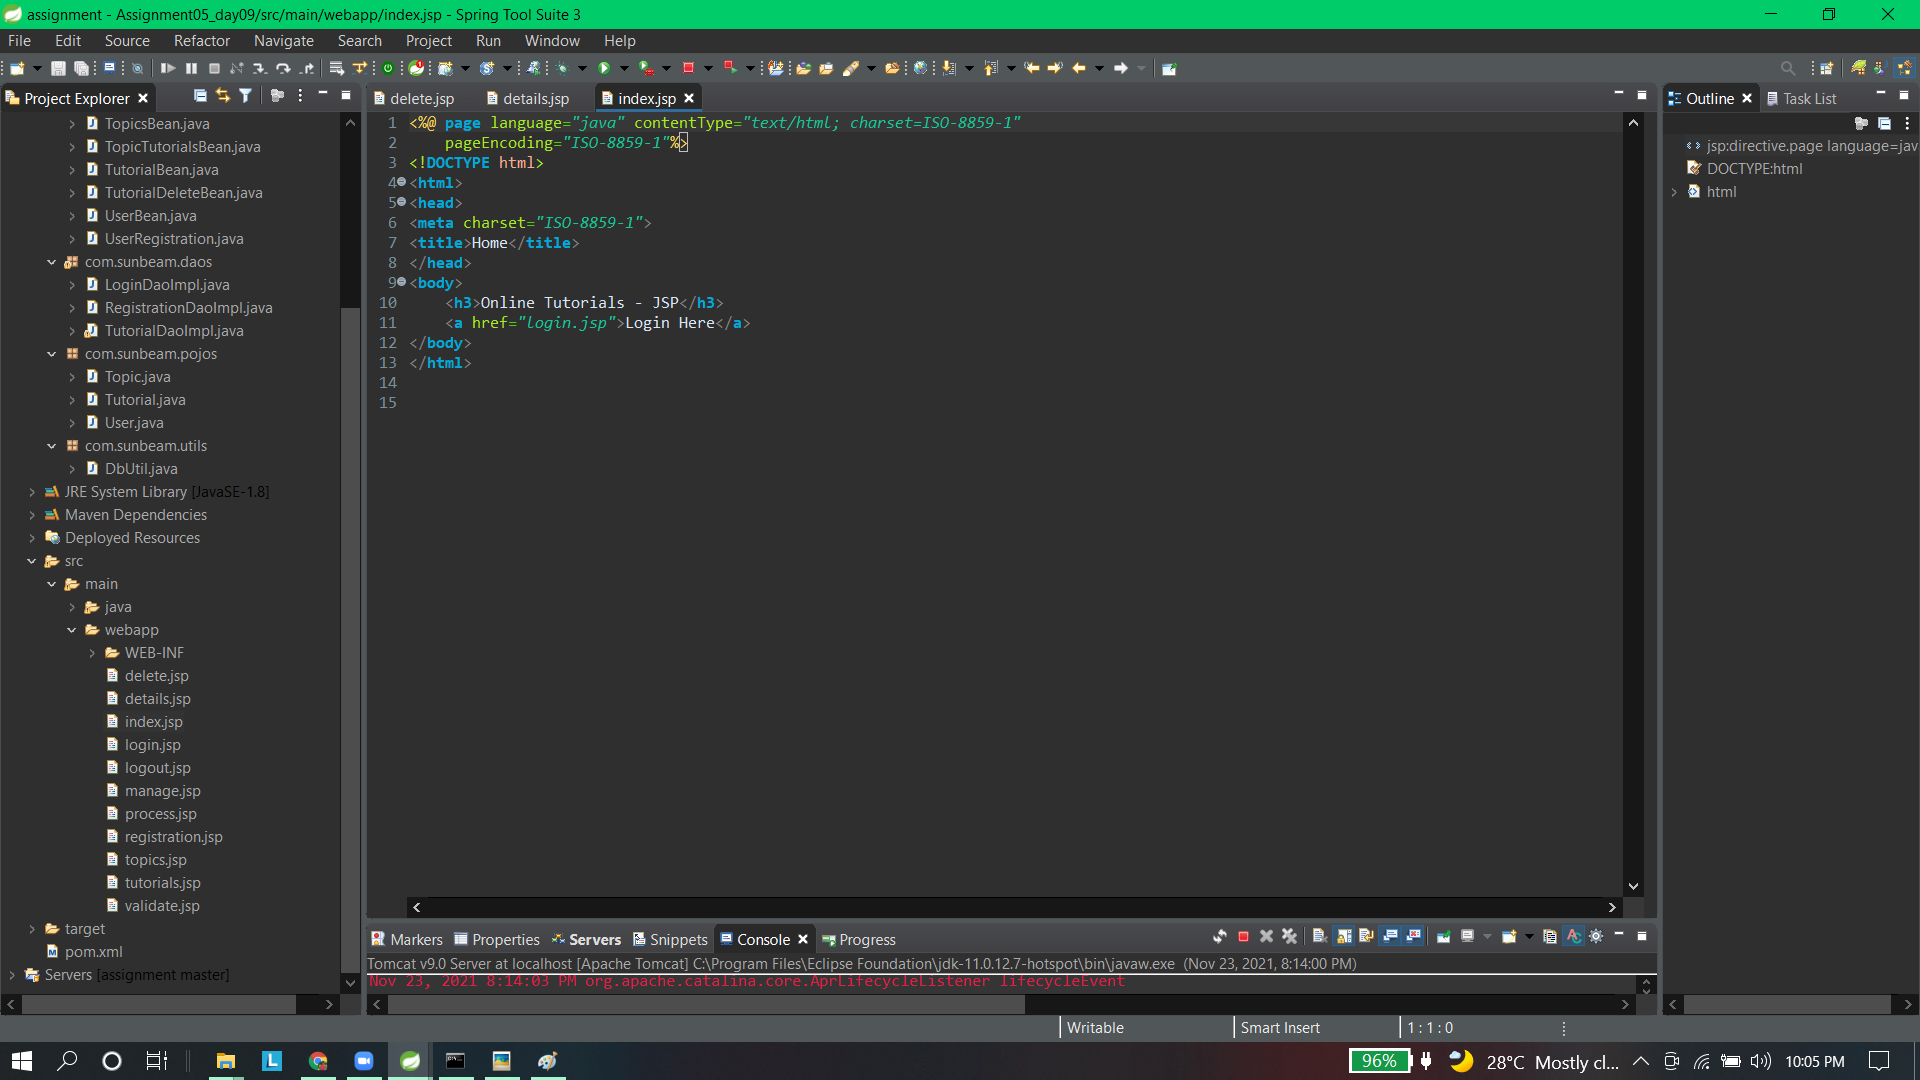 assignment - Assignment05_day09/src/main/webapp/index.jsp - Spring Tool Suite 3
File Edit Source Refactor Navigate Search Project Run Window Help
Project Explorer
TopicsBean.java
TopicTutorialsBean.java
TutorialBean.java
TutorialDeleteBean.java
UserBean.java
UserRegistration.java
com.sunbeam.daos
LoginDaoImpl.java
RegistrationDaoImpl.java
TutorialDaoImpl.java
com.sunbeam.pojos
Topic.java
Tutorial.java
User.java
com.sunbeam.utils
DbUtil.java
JRE System Library [JavaSE-1.8]
Maven Dependencies
Deployed Resources
src
main
java
webapp
WEB-INF
delete.jsp
details.jsp
index.jsp
login.jsp
logout.jsp
manage.jsp
process.jsp
registration.jsp
topics.jsp
tutorials.jsp
validate.jsp
target
pom.xml
Servers [assignment master]
delete.jsp details.jsp index.jsp
1 <%@ page language="java" contentType="text/html; charset=ISO-8859-1"
2 pageEncoding="ISO-8859-1"%>
3 <!DOCTYPE html>
4 <html>
5 <head>
6 <meta charset="ISO-8859-1">
7 <title>Home</title>
8 </head>
9 <body>
10 <h3>Online Tutorials - JSP</h3>
11 <a href="login.jsp">Login Here</a>
12 </body>
13 </html>
14
15
Outline Task List
jsp:directive.page language=jav
DOCTYPE:html
html
Markers Properties Servers Snippets Console Progress
Tomcat v9.0 Server at localhost [Apache Tomcat] C:\Program Files\Eclipse Foundation\jdk-11.0.12.7-hotspot\bin\javaw.exe (Nov 23, 2021, 8:14:00 PM)
Nov 23, 2021 8:14:03 PM org.apache.catalina.core.AprLifecycleListener lifecycleEvent
Writable Smart Insert 1 : 1 : 0
L 96% 28°C Mostly cl... 10:05 PM